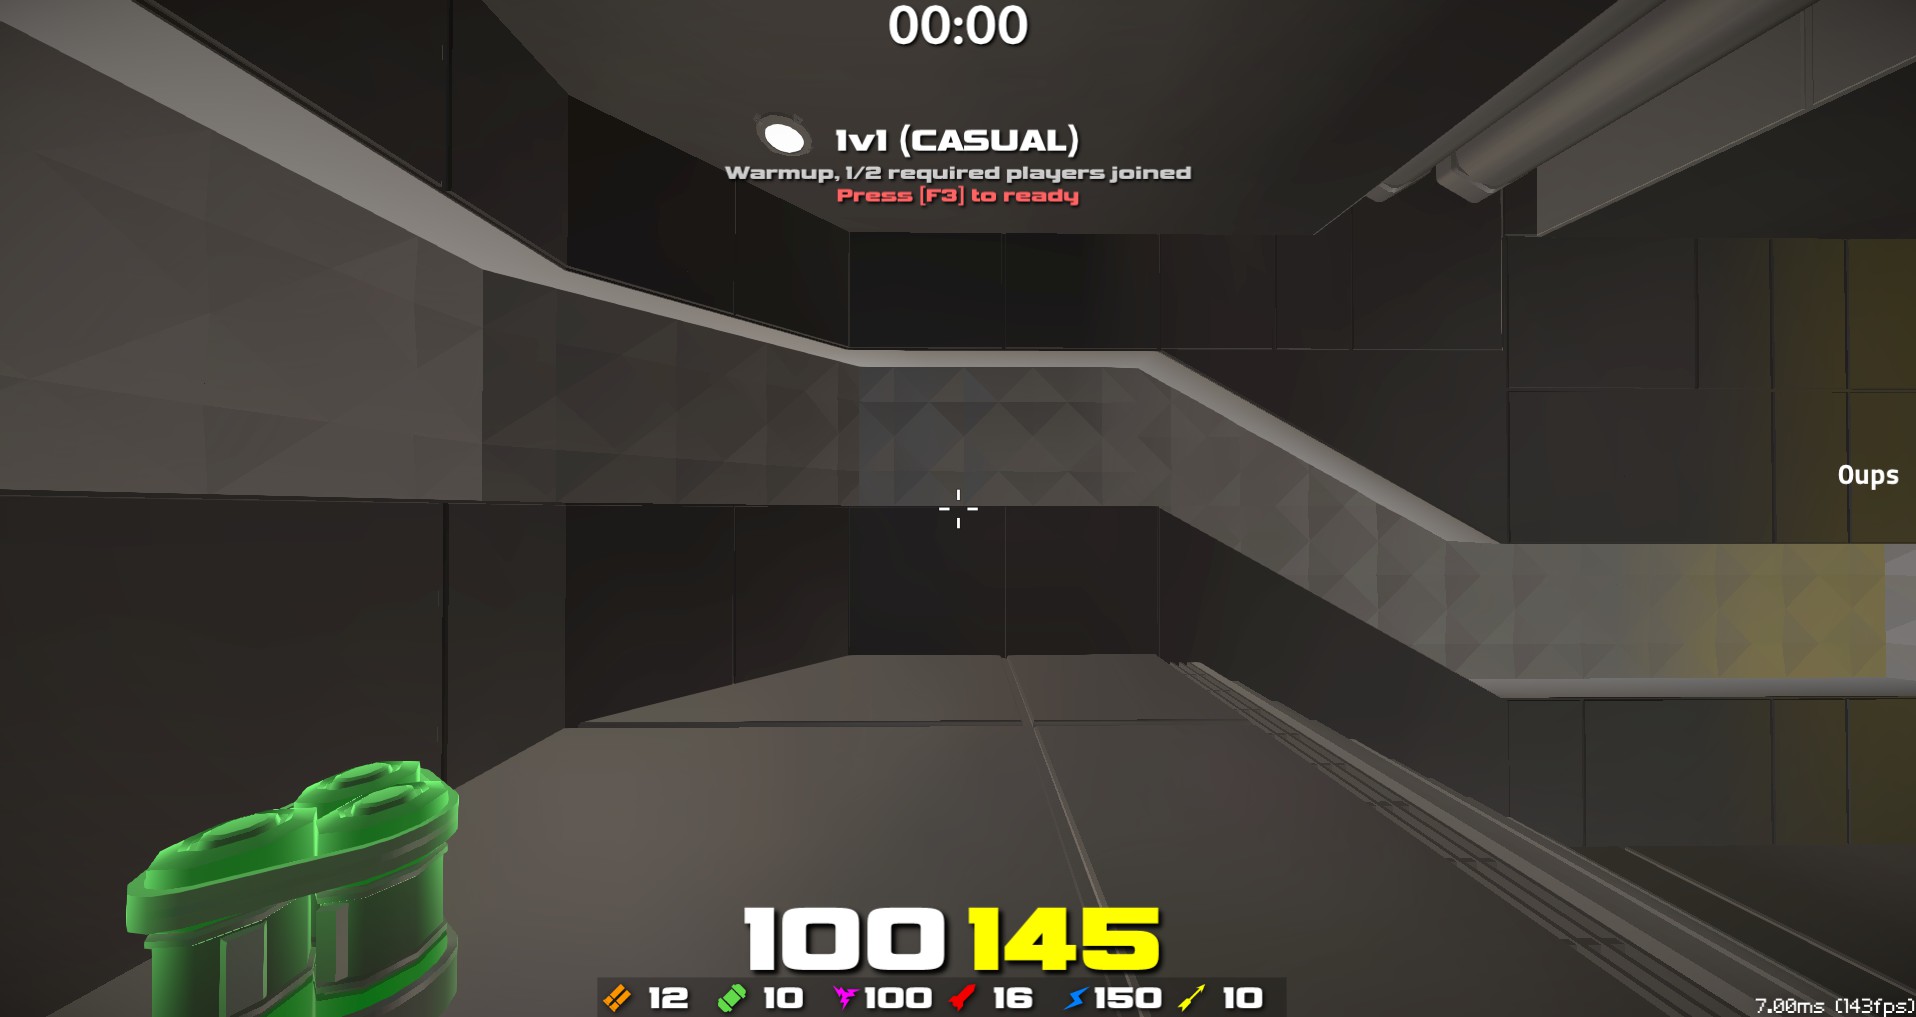 00:00
1v1 (CASUAL)
Warmup, 1/2 required players joined
Press [F3] to ready
Oups
100 145
12 10 100 16 150 10
7.00ms (143fps)